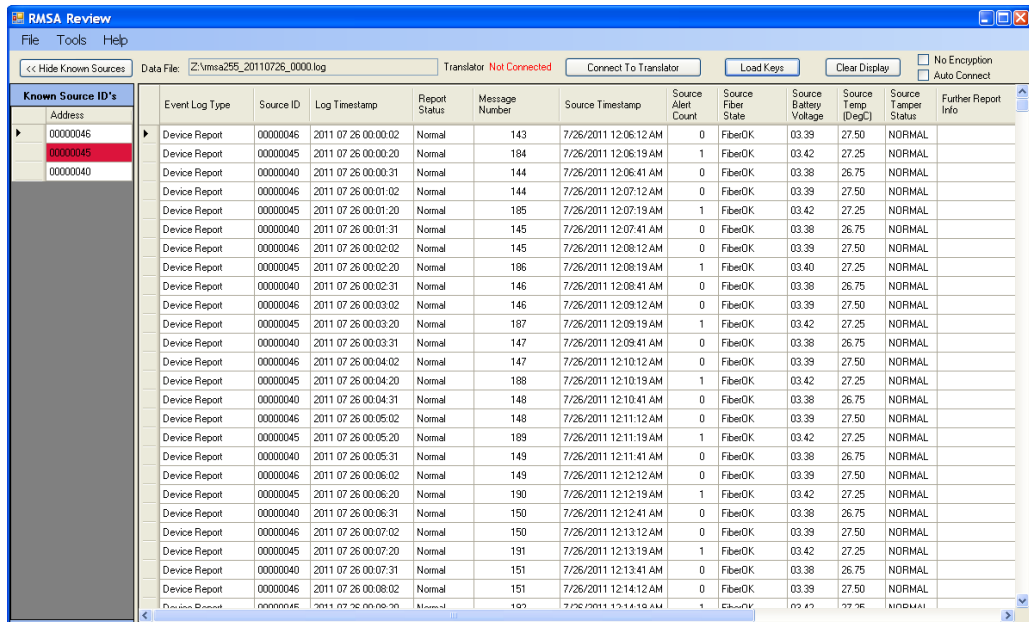 RMSA Review
File Tools Help
<< Hide Known Sources Data File: Z:\rmsa255_20110726_0000.log Translator Not Connected Connect To Translator Load Keys Clear Display No Encryption
Auto Connect
Known Source ID's
Address
00000046
00000045
00000040
Event Log Type Source ID Log Timestamp Report Status Message Number Source Timestamp Source Alert Count Source Fiber State Source Battery Voltage Source Temp (DegC) Source Tamper Status Further Report Info
Device Report 00000046 2011 07 26 00:00:02 Normal 143 7/26/2011 12:06:12 AM 0 FiberOK 03.39 27.50 NORMAL
Device Report 00000045 2011 07 26 00:00:20 Normal 184 7/26/2011 12:06:19 AM 1 FiberOK 03.42 27.25 NORMAL
Device Report 00000040 2011 07 26 00:00:31 Normal 144 7/26/2011 12:06:41 AM 0 FiberOK 03.38 26.75 NORMAL
Device Report 00000046 2011 07 26 00:01:02 Normal 144 7/26/2011 12:07:12 AM 0 FiberOK 03.39 27.50 NORMAL
Device Report 00000045 2011 07 26 00:01:20 Normal 185 7/26/2011 12:07:19 AM 1 FiberOK 03.42 27.25 NORMAL
Device Report 00000040 2011 07 26 00:01:31 Normal 145 7/26/2011 12:07:41 AM 0 FiberOK 03.38 26.75 NORMAL
Device Report 00000046 2011 07 26 00:02:02 Normal 145 7/26/2011 12:08:12 AM 0 FiberOK 03.39 27.50 NORMAL
Device Report 00000045 2011 07 26 00:02:20 Normal 186 7/26/2011 12:08:19 AM 1 FiberOK 03.40 27.25 NORMAL
Device Report 00000040 2011 07 26 00:02:31 Normal 146 7/26/2011 12:08:41 AM 0 FiberOK 03.38 26.75 NORMAL
Device Report 00000046 2011 07 26 00:03:02 Normal 146 7/26/2011 12:09:12 AM 0 FiberOK 03.39 27.50 NORMAL
Device Report 00000045 2011 07 26 00:03:20 Normal 187 7/26/2011 12:09:19 AM 1 FiberOK 03.42 27.25 NORMAL
Device Report 00000040 2011 07 26 00:03:31 Normal 147 7/26/2011 12:09:41 AM 0 FiberOK 03.38 26.75 NORMAL
Device Report 00000046 2011 07 26 00:04:02 Normal 147 7/26/2011 12:10:12 AM 0 FiberOK 03.39 27.50 NORMAL
Device Report 00000045 2011 07 26 00:04:20 Normal 188 7/26/2011 12:10:19 AM 1 FiberOK 03.42 27.25 NORMAL
Device Report 00000040 2011 07 26 00:04:31 Normal 148 7/26/2011 12:10:41 AM 0 FiberOK 03.38 26.75 NORMAL
Device Report 00000046 2011 07 26 00:05:02 Normal 148 7/26/2011 12:11:12 AM 0 FiberOK 03.39 27.50 NORMAL
Device Report 00000045 2011 07 26 00:05:20 Normal 189 7/26/2011 12:11:19 AM 1 FiberOK 03.42 27.25 NORMAL
Device Report 00000040 2011 07 26 00:05:31 Normal 149 7/26/2011 12:11:41 AM 0 FiberOK 03.38 26.75 NORMAL
Device Report 00000046 2011 07 26 00:06:02 Normal 149 7/26/2011 12:12:12 AM 0 FiberOK 03.39 27.50 NORMAL
Device Report 00000045 2011 07 26 00:06:20 Normal 190 7/26/2011 12:12:19 AM 1 FiberOK 03.42 27.25 NORMAL
Device Report 00000040 2011 07 26 00:06:31 Normal 150 7/26/2011 12:12:41 AM 0 FiberOK 03.38 26.75 NORMAL
Device Report 00000046 2011 07 26 00:07:02 Normal 150 7/26/2011 12:13:12 AM 0 FiberOK 03.39 27.50 NORMAL
Device Report 00000045 2011 07 26 00:07:20 Normal 191 7/26/2011 12:13:19 AM 1 FiberOK 03.42 27.25 NORMAL
Device Report 00000040 2011 07 26 00:07:31 Normal 151 7/26/2011 12:13:41 AM 0 FiberOK 03.38 26.75 NORMAL
Device Report 00000046 2011 07 26 00:08:02 Normal 151 7/26/2011 12:14:12 AM 0 FiberOK 03.39 27.50 NORMAL
Device Report 00000045 2011 07 26 00:08:20 Normal 192 7/26/2011 12:14:19 AM 1 FiberOK 03.42 27.25 NORMAL